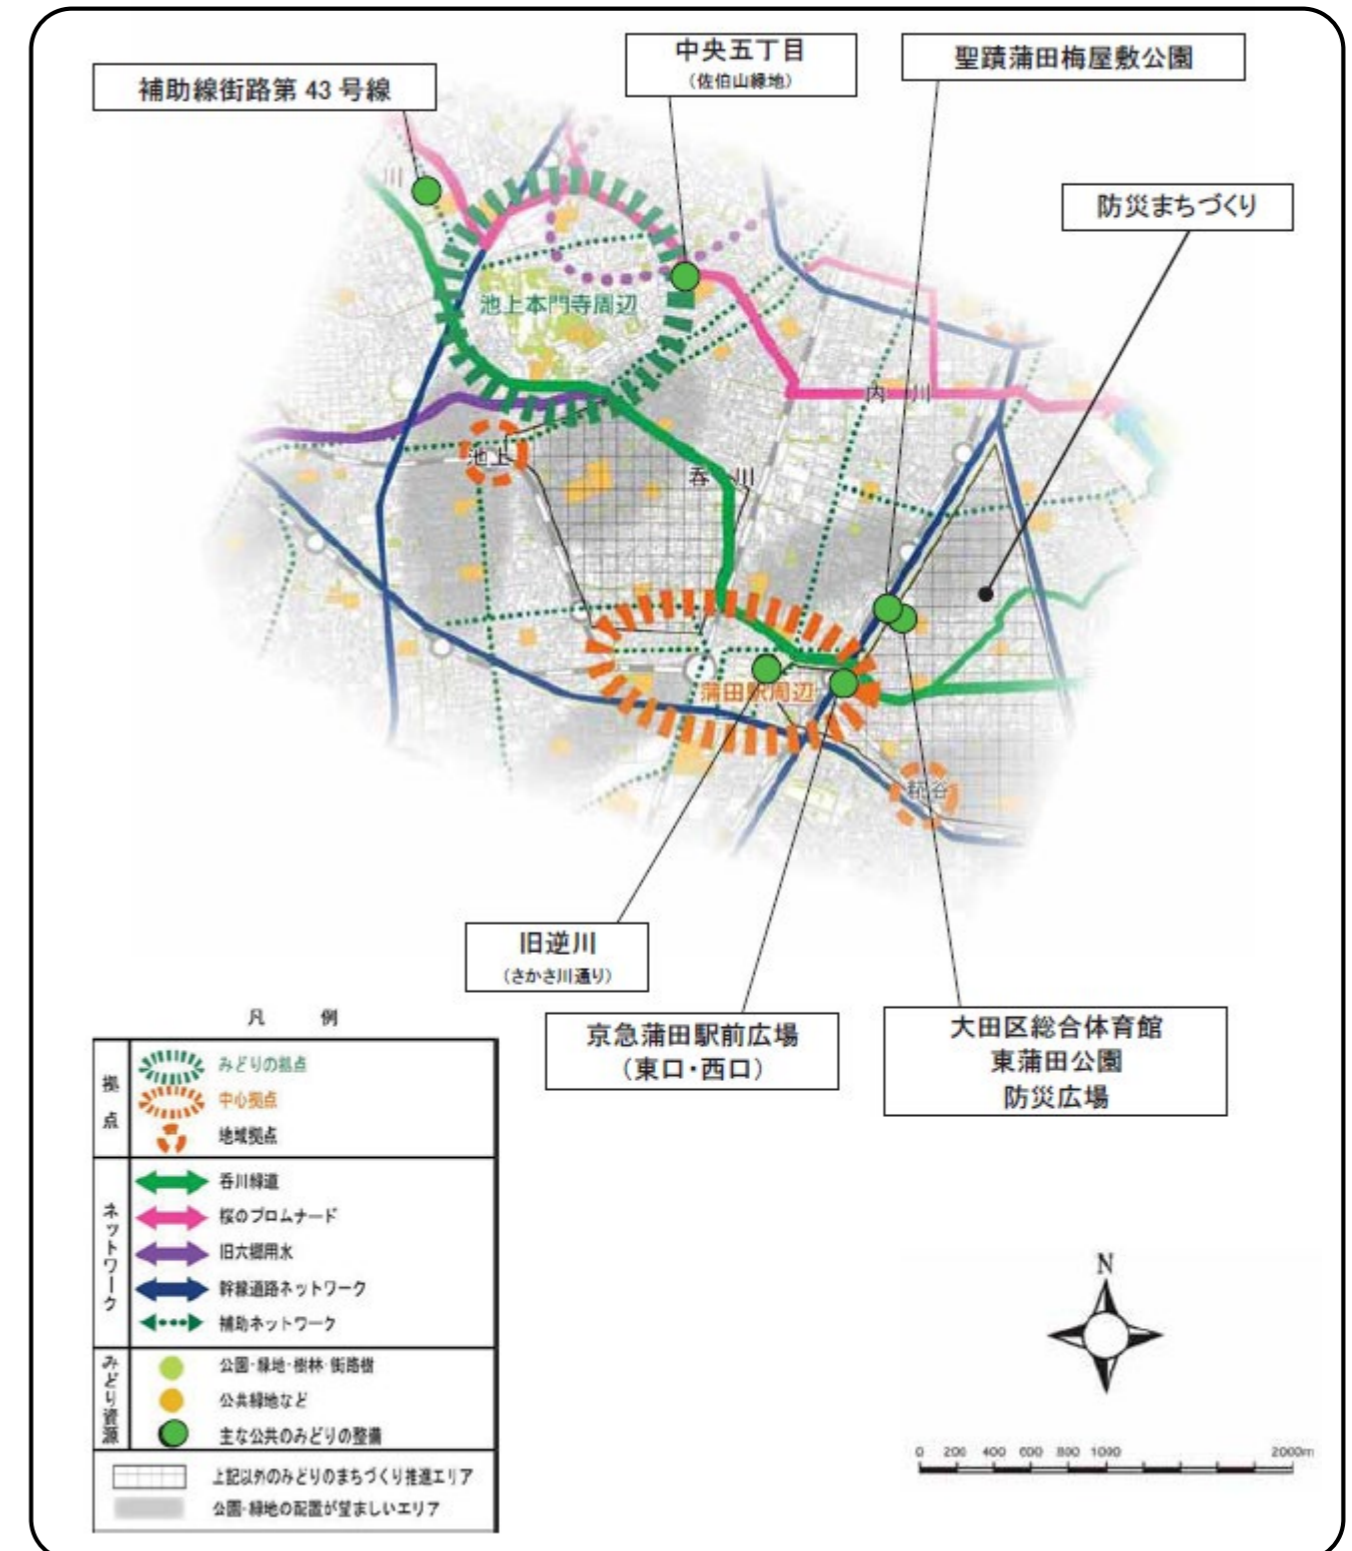 補助線街路第 43 号線
中央五丁目
(佐伯山緑地)
聖蹟蒲田梅屋敷公園
防災まちづくり
川
池上本門寺周辺
内 川
池上
呑 川
蒲田駅周辺
糀谷
旧逆川
(さかさ川通り)
京急蒲田駅前広場
(東口・西口)
大田区総合体育館
東蒲田公園
防災広場
凡 例
拠点
みどりの拠点
中心拠点
地域拠点
ネットワーク
呑川緑道
桜のプロムナード
旧六郷用水
幹線道路ネットワーク
補助ネットワーク
みどり資源
公園・緑地・樹林・街路樹
公共緑地など
主な公共のみどりの整備
上記以外のみどりのまちづくり推進エリア
公園・緑地の配置が望ましいエリア
N
0 200 400 600 800 1000 2000m